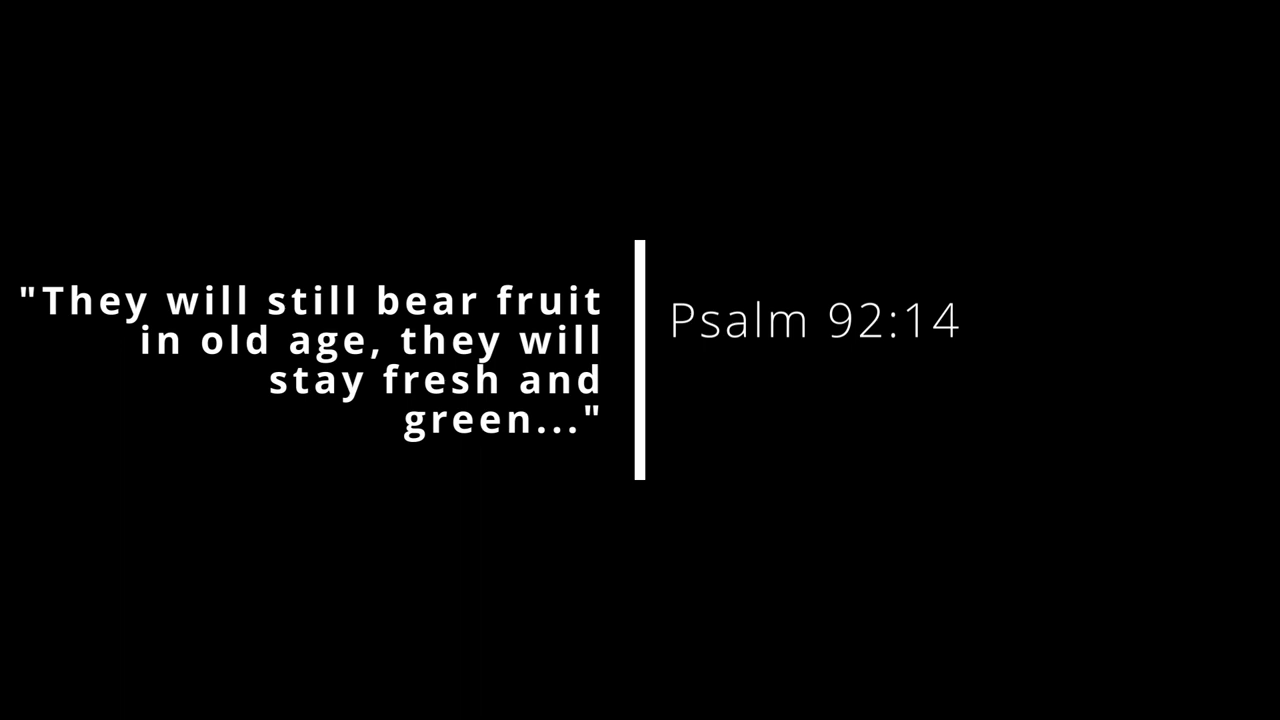 "They will still bear fruit
in old age, they will
stay fresh and
green..."
Psalm 92:14